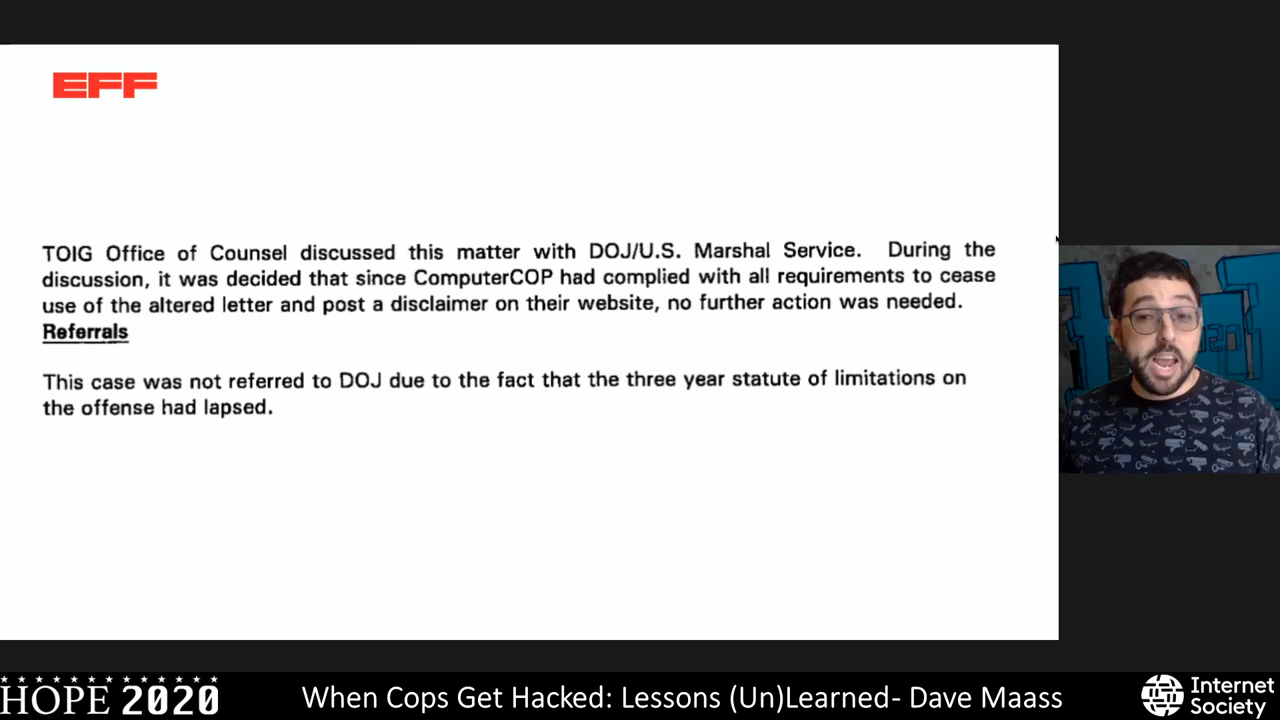 EFF
TOIG Office of Counsel discussed this matter with DOJ/U.S. Marshal Service. During the
discussion, it was decided that since ComputerCOP had complied with all requirements to cease
use of the altered letter and post a disclaimer on their website, no further action was needed.
Referrals
This case was not referred to DOJ due to the fact that the three year statute of limitations on
the offense had lapsed.
HOPE 2020
When Cops Get Hacked: Lessons (Un)Learned- Dave Maass
Internet
Society